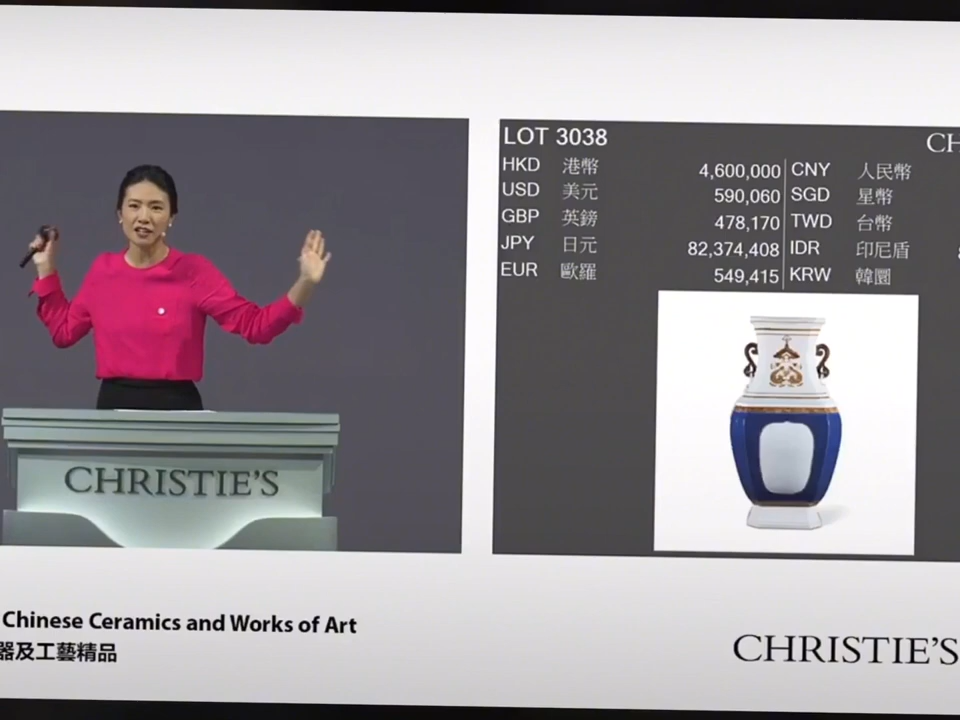 LOT 3038
CH
HKD 港幣 4,600,000 CNY 人民幣
USD 美元 590,060 SGD 星幣
GBP 英鎊 478,170 TWD 台幣
JPY 日元 82,374,408 IDR 印尼盾
EUR 歐羅 549,415 KRW 韓圜
CHRISTIE'S
Chinese Ceramics and Works of Art
器及工藝精品
CHRISTIE'S